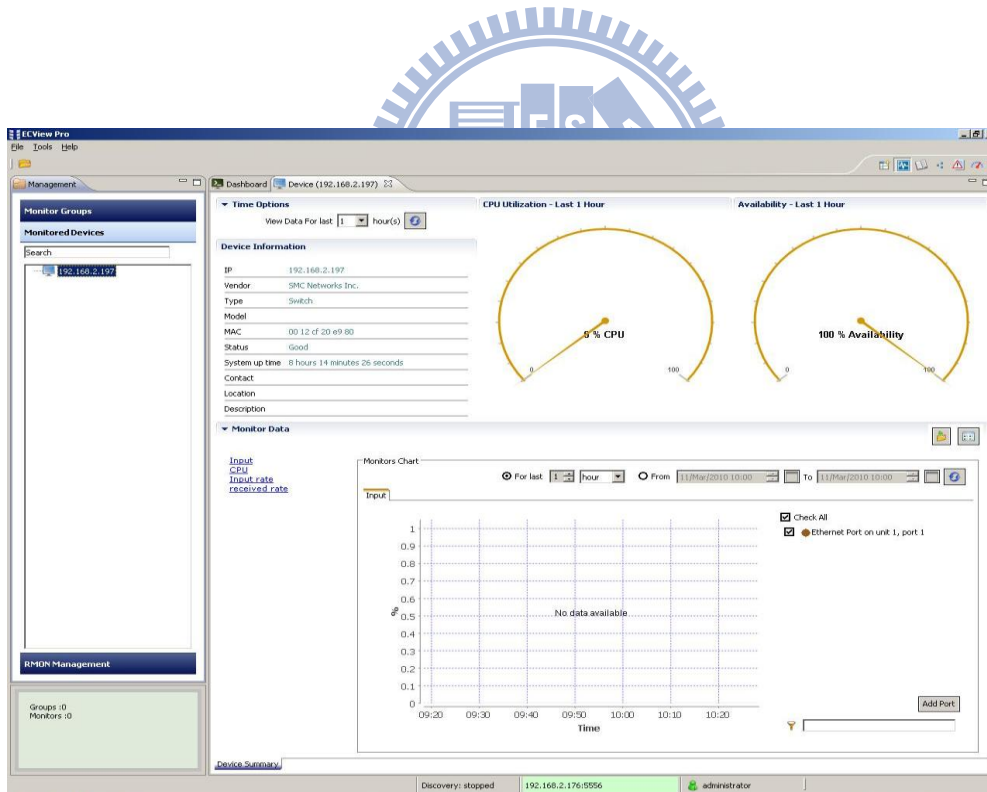 ES
ECView Pro
File Tools Help
Management
Dashboard
Device (192.168.2.197)
Monitor Groups
Monitored Devices
Search
192.168.2.197
RMON Management
Groups :0
Monitors :0
Time Options
View Data For last 1 hour(s)
Device Information
IP 192.168.2.197
Vendor SMC Networks Inc.
Type Switch
Model
MAC 00 12 cf 20 e9 80
Status Good
System up time 8 hours 14 minutes 26 seconds
Contact
Location
Description
CPU Utilization - Last 1 Hour
% CPU
0
100
Availability - Last 1 Hour
100 % Availability
0
100
Monitor Data
Input
CPU
Input rate
received rate
Monitors Chart
For last 1 hour From 11/Mar/2010 10:00 To 11/Mar/2010 10:00
Input
1
0.9
0.8
0.7
0.6
0.5
0.4
0.3
0.2
0.1
0
%
No data available
09:20 09:30 09:40 09:50 10:00 10:10 10:20
Time
Check All
Ethernet Port on unit 1, port 1
Add Port
Device Summary
Discovery: stopped
192.168.2.176:5556
administrator